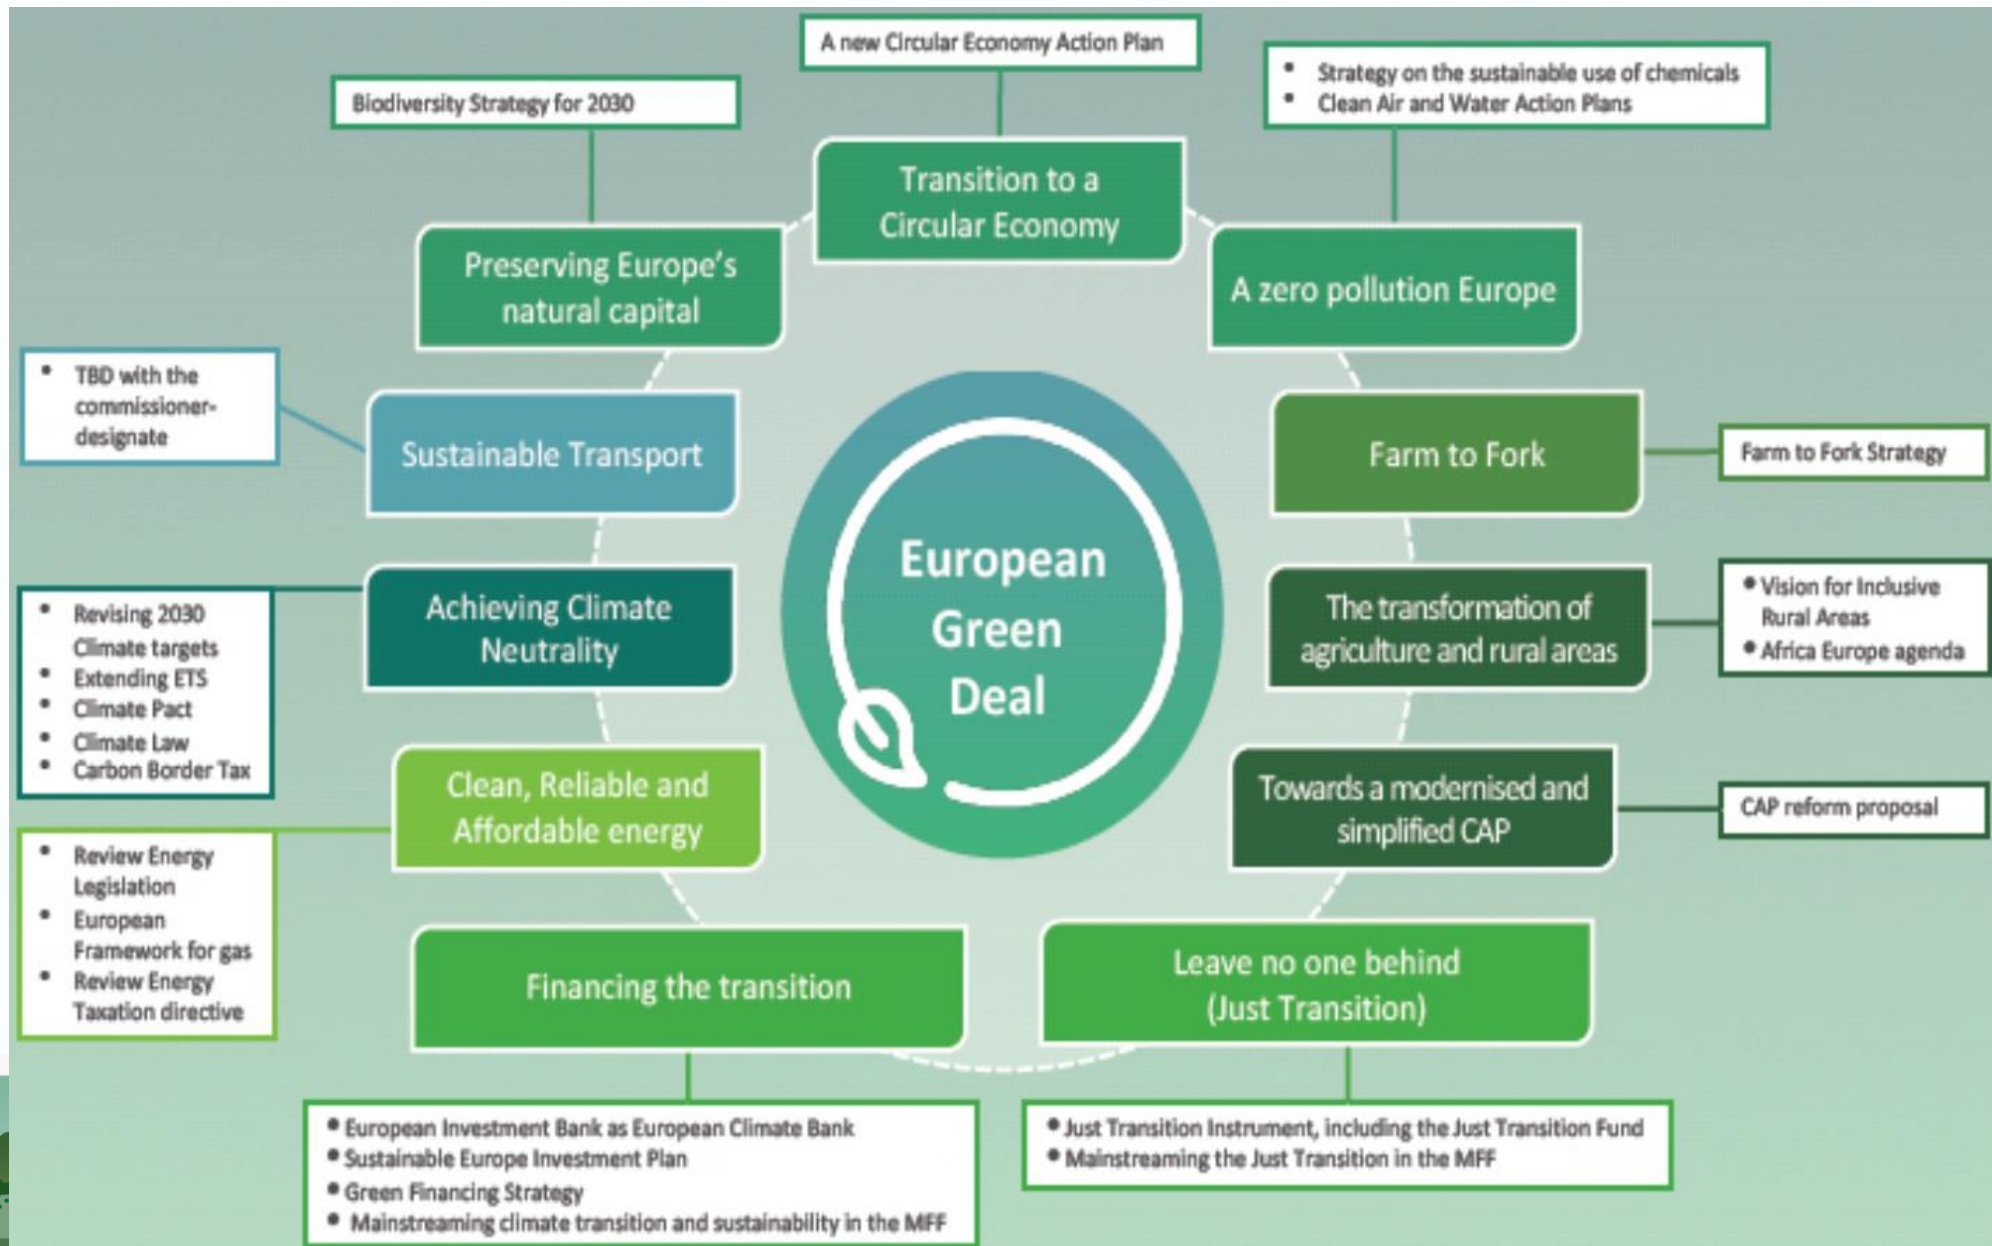 A new Circular Economy Action Plan
Biodiversity Strategy for 2030
• Strategy on the sustainable use of chemicals
• Clean Air and Water Action Plans
Transition to a
Circular Economy
Preserving Europe’s
natural capital
A zero pollution Europe
• TBD with the
commissioner-
designate
Sustainable Transport
Farm to Fork
Farm to Fork Strategy
European
Green
Deal
• Revising 2030
Climate targets
• Extending ETS
• Climate Pact
• Climate Law
• Carbon Border Tax
Achieving Climate
Neutrality
The transformation of
agriculture and rural areas
• Vision for Inclusive
Rural Areas
• Africa Europe agenda
Clean, Reliable and
Affordable energy
Towards a modernised and
simplified CAP
CAP reform proposal
• Review Energy
Legislation
• European
Framework for gas
• Review Energy
Taxation directive
Financing the transition
Leave no one behind
(Just Transition)
• European Investment Bank as European Climate Bank
• Sustainable Europe Investment Plan
• Green Financing Strategy
• Mainstreaming climate transition and sustainability in the MFF
• Just Transition Instrument, including the Just Transition Fund
• Mainstreaming the Just Transition in the MFF